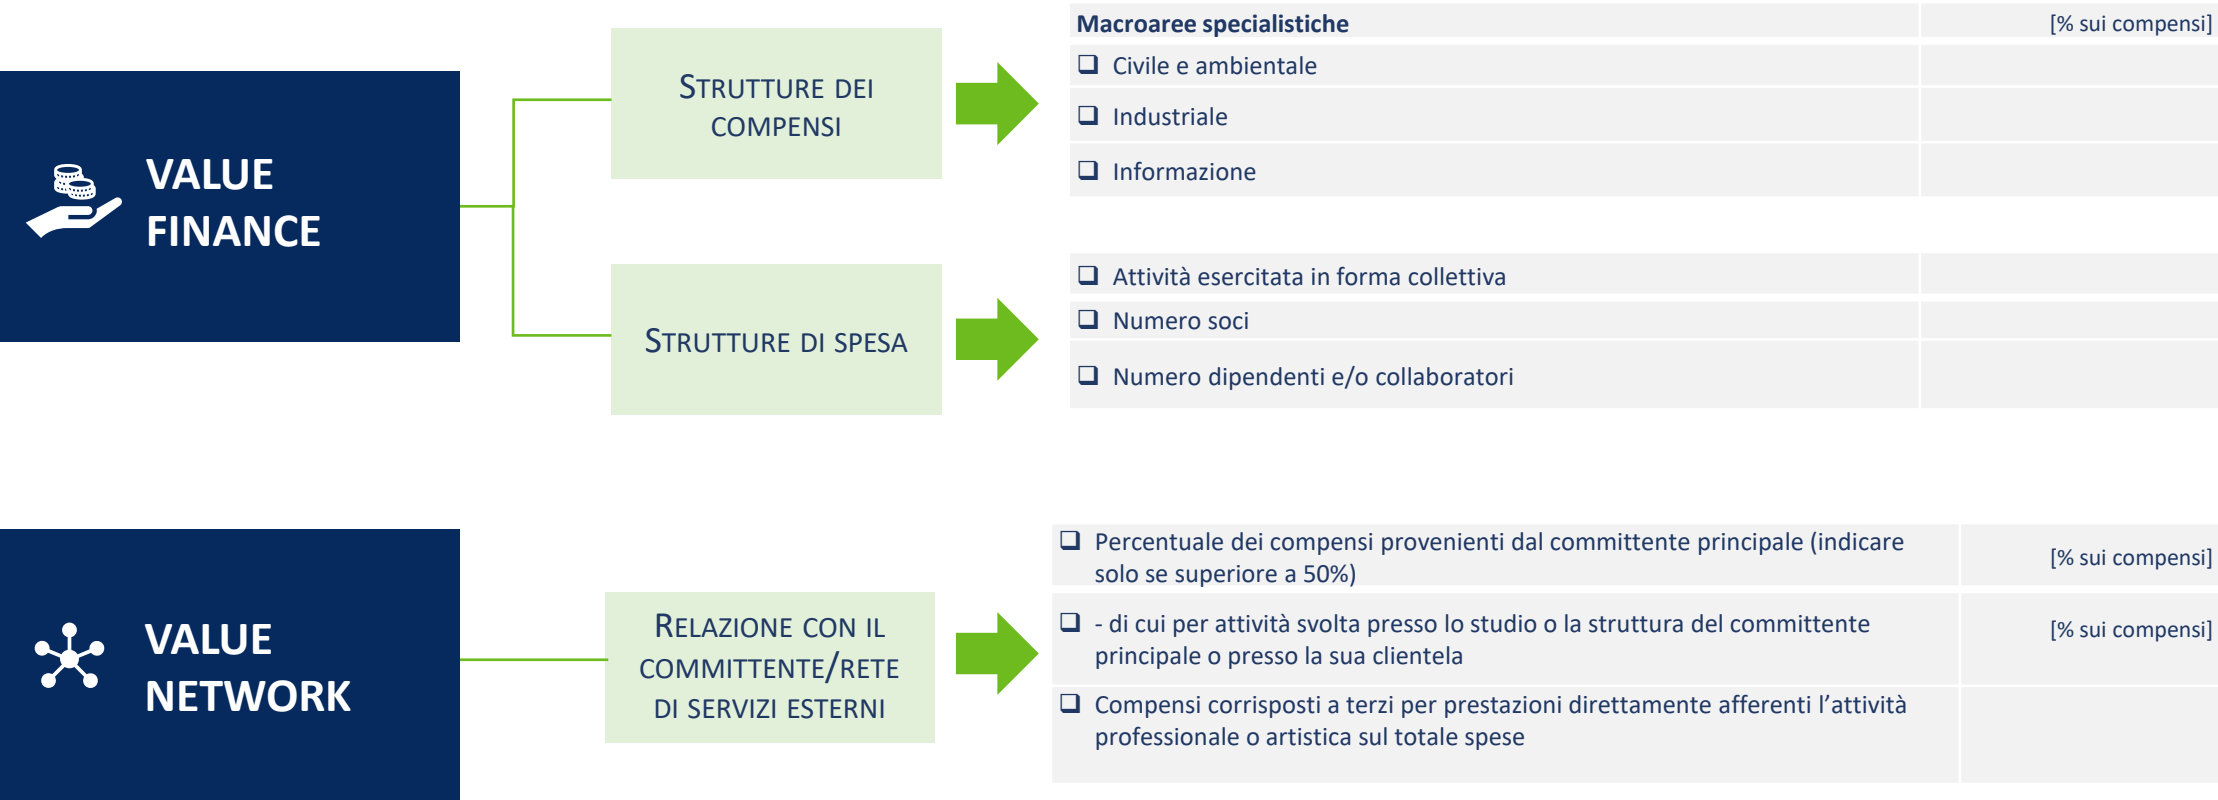 VALUE
FINANCE
STRUTTURE DEI
COMPENSI
Macroaree specialistiche [% sui compensi]
Civile e ambientale
Industriale
Informazione
STRUTTURE DI SPESA
Attività esercitata in forma collettiva
Numero soci
Numero dipendenti e/o collaboratori
VALUE
NETWORK
RELAZIONE CON IL
COMMITTENTE/RETE
DI SERVIZI ESTERNI
Percentuale dei compensi provenienti dal committente principale (indicare
solo se superiore a 50%)
[% sui compensi]
- di cui per attività svolta presso lo studio o la struttura del committente
principale o presso la sua clientela
[% sui compensi]
Compensi corrisposti a terzi per prestazioni direttamente afferenti l’attività
professionale o artistica sul totale spese